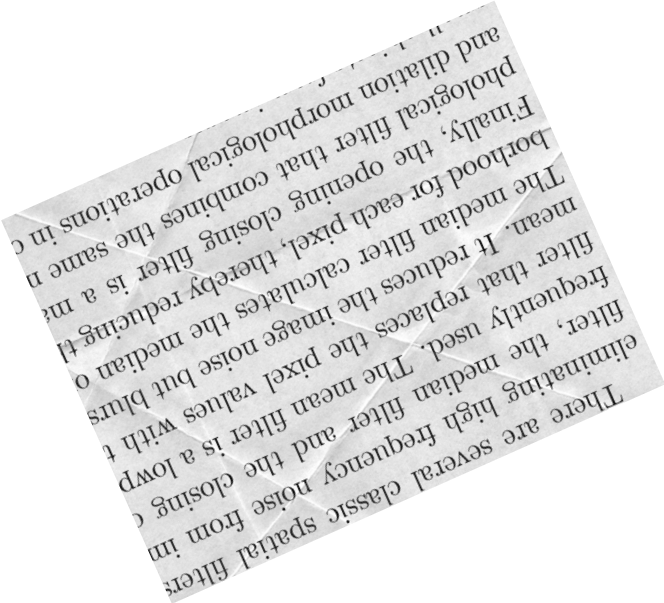 There are several classic spatial filters
eliminating high frequency noise from im
filter, the median filter and the closing
frequently used. The mean filter is a lowp
filter that replaces the pixel values with t
mean. It reduces the image noise but blurs
The median filter calculates the median o
borhood for each pixel, thereby reducing th
Finally, the opening closing filter is a ma
phological filter that combines the same n
and dilation morphological operations in